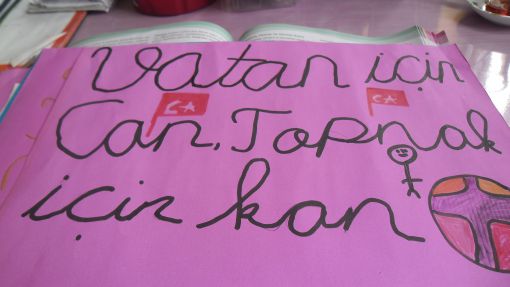 Vatan için
Can, Toprak
için kan